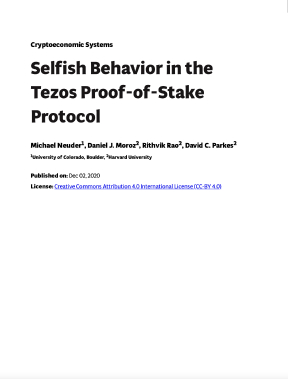 Cryptoeconomic Systems
Selfish Behavior in the
Tezos Proof-of-Stake
Protocol
Michael Neuder¹, Daniel J. Moroz², Rithvik Rao², David C. Parkes²
¹University of Colorado, Boulder, ²Harvard University
Published on: Dec 02, 2020
License: Creative Commons Attribution 4.0 International License (CC-BY 4.0)